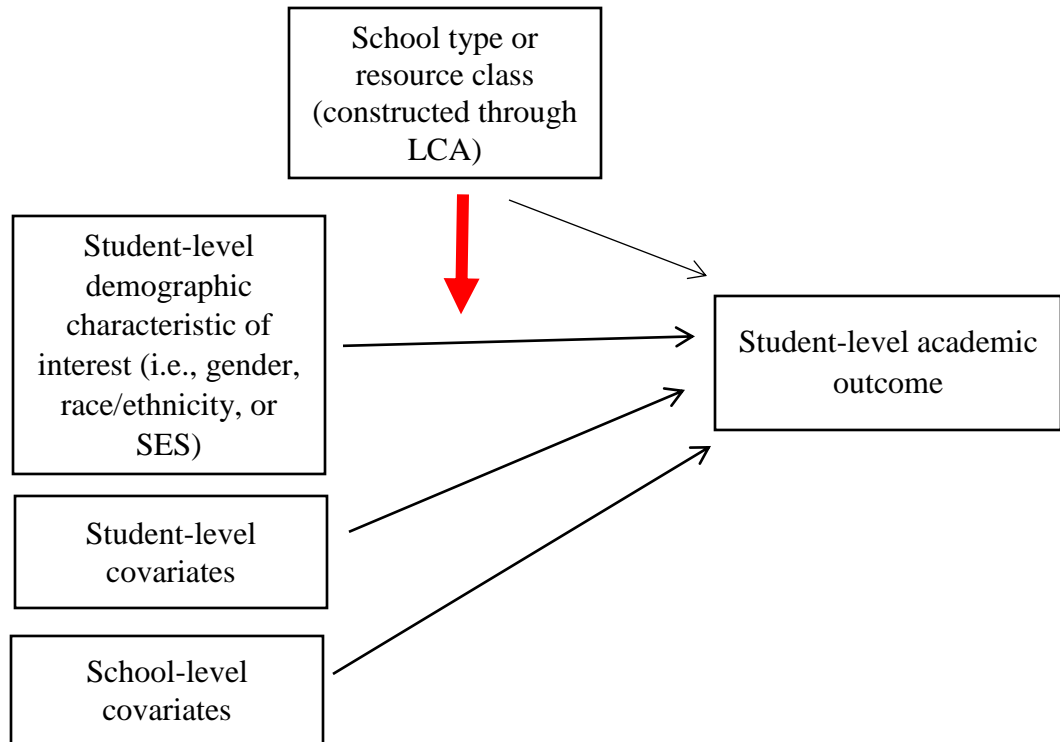 School type or
resource class
(constructed through
LCA)
Student-level
demographic
characteristic of
interest (i.e., gender,
race/ethnicity, or
SES)
Student-level academic
outcome
Student-level
covariates
School-level
covariates